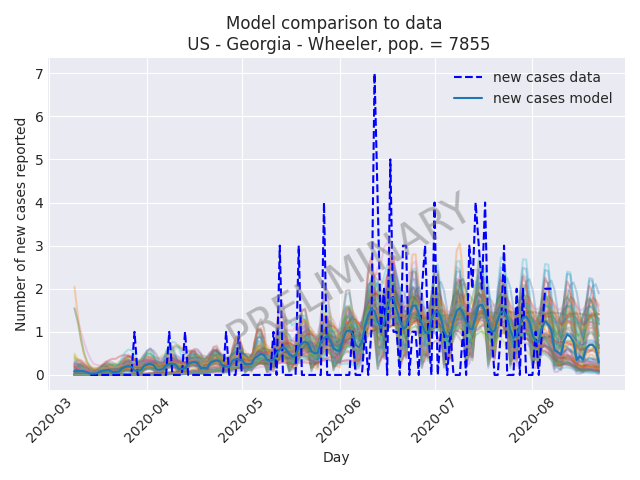 Model comparison to data
US - Georgia - Wheeler, pop. = 7855
Number of new cases reported
7
6
5
4
3
2
1
0
new cases data
new cases model
PRELIMINARY
2020-03
2020-04
2020-05
2020-06
2020-07
2020-08
Day